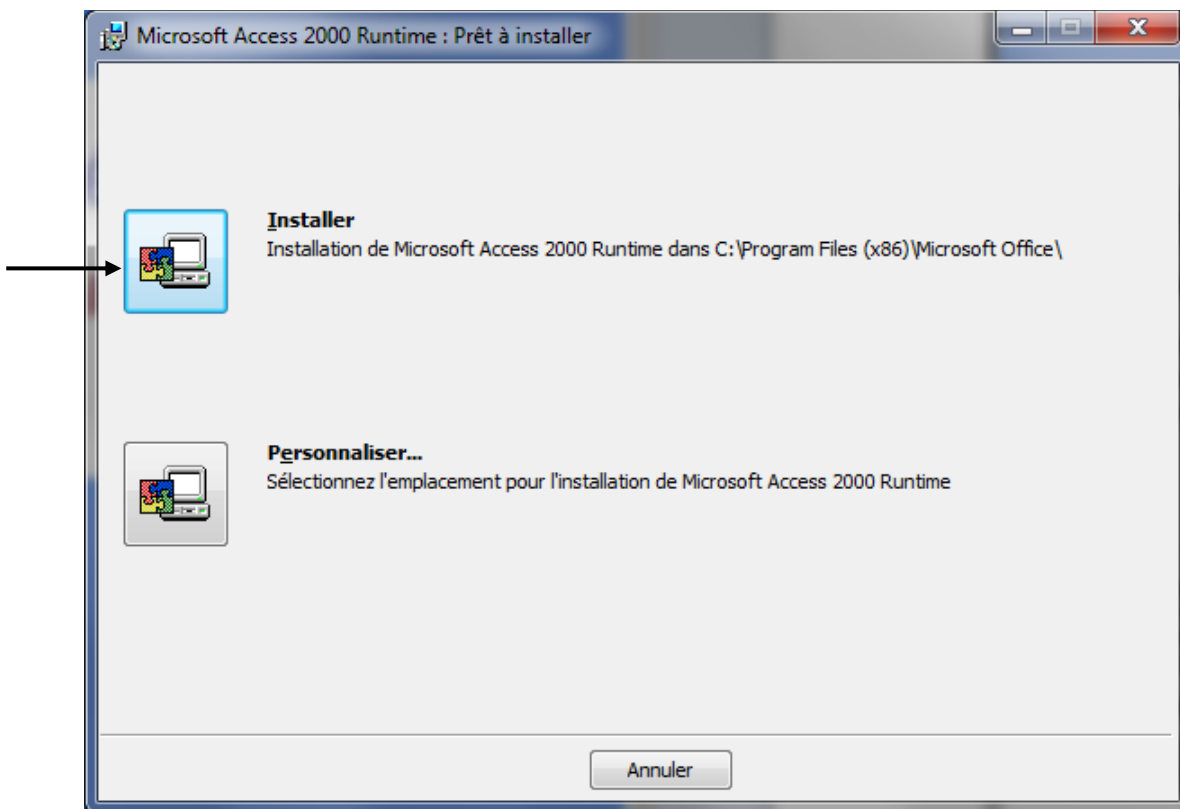 Microsoft Access 2000 Runtime : Prêt à installer
Installer
Installation de Microsoft Access 2000 Runtime dans C:\Program Files (x86)\Microsoft Office\
Personnaliser...
Sélectionnez l'emplacement pour l'installation de Microsoft Access 2000 Runtime
Annuler